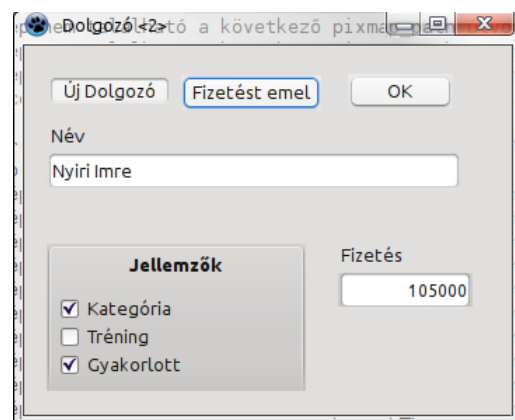 Dolgozó <2>
Új Dolgozó
Fizetést emel
OK
Név
Nyiri Imre
Jellemzők
Kategória
Tréning
Gyakorlott
Fizetés
105000